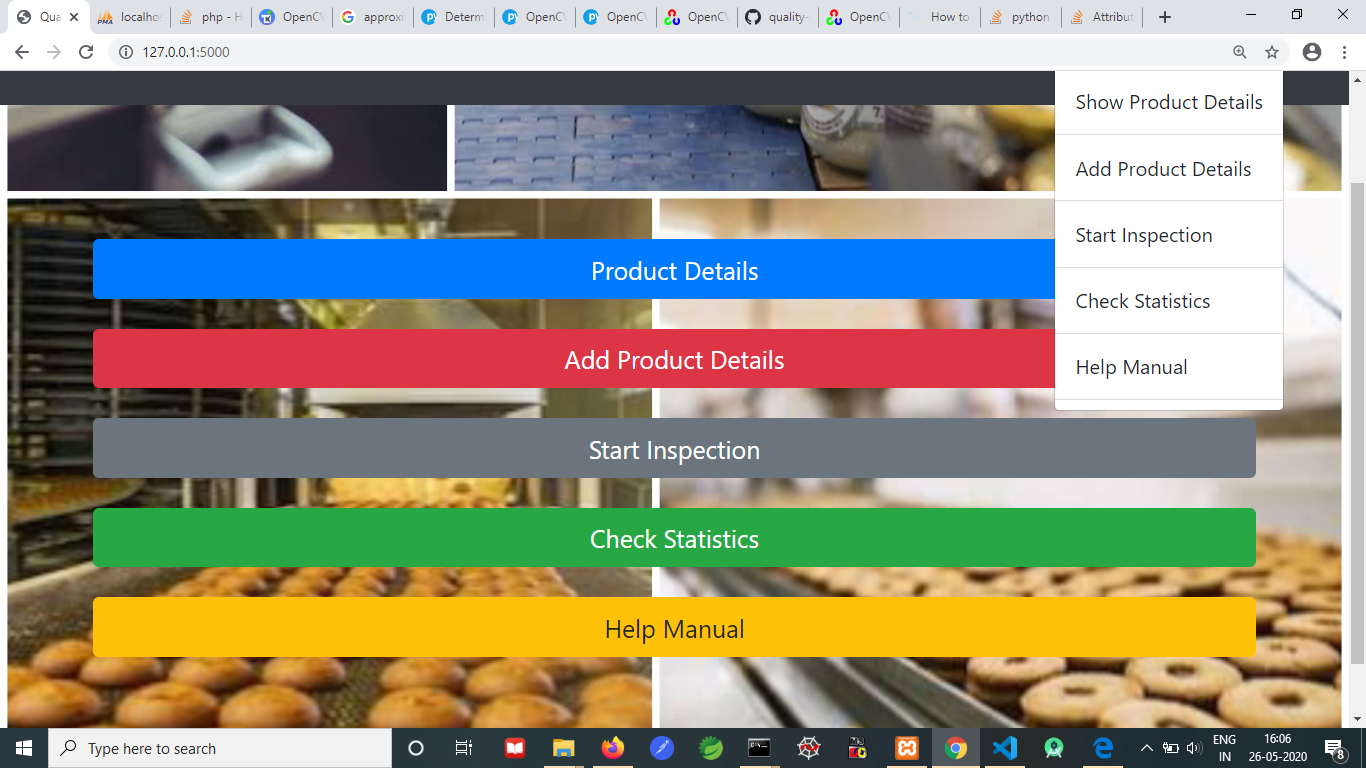 Qua
localhos
php - H
OpenCV
approxi
Determ
OpenCV
OpenCV
OpenCV
quality-
OpenCV
How to
python
Attribut
127.0.0.1:5000
Show Product Details
Add Product Details
Start Inspection
Check Statistics
Help Manual
Product Details
Add Product Details
Start Inspection
Check Statistics
Help Manual
Type here to search
ENG
IN
16:06
26-05-2020
8